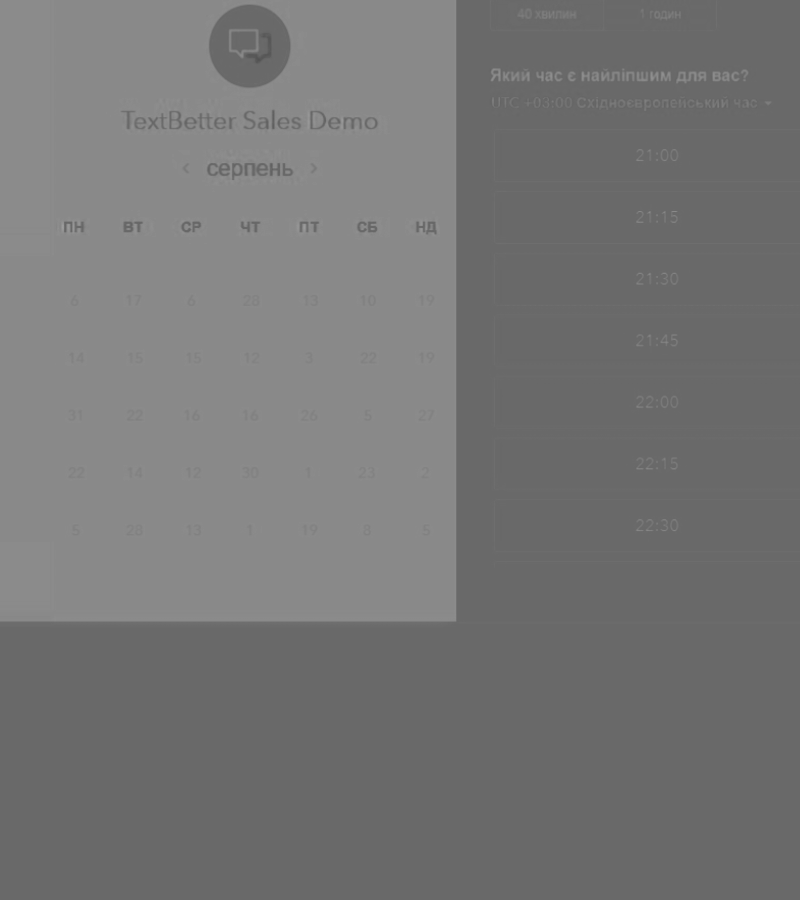 TextBetter Sales Demo
< серпень >
ПН ВТ СР ЧТ ПТ СБ НД
6 17 6 28 13 10 19
14 15 15 12 3 22 19
31 22 16 16 26 5 27
22 14 12 30 1 23 2
5 28 13 1 19 8 5
40 хвилин 1 годин
Який час є найліпшим для вас?
UTC +03:00 Східноєвропейський час
21:00
21:15
21:30
21:45
22:00
22:15
22:30